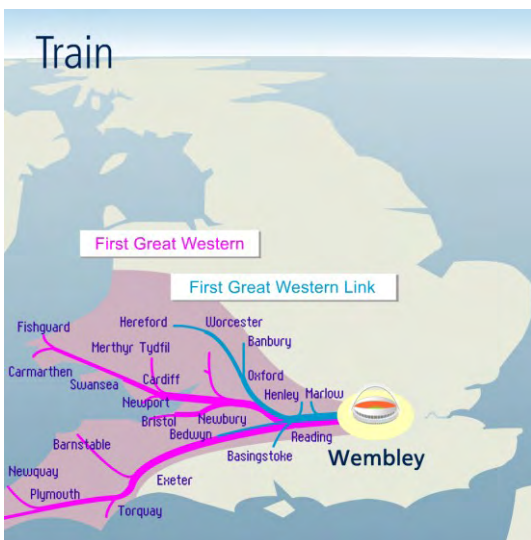 Train
First Great Western
First Great Western Link
Hereford
Worcester
Fishguard
Banbury
Merthyr Tydfil
Carmarthen
Cardiff
Oxford
Swansea
Henley
Marlow
Newport
Newbury
Bristol
Bedwyn
Reading
Barnstable
Basingstoke
Wembley
Newquay
Exeter
Plymouth
Torquay